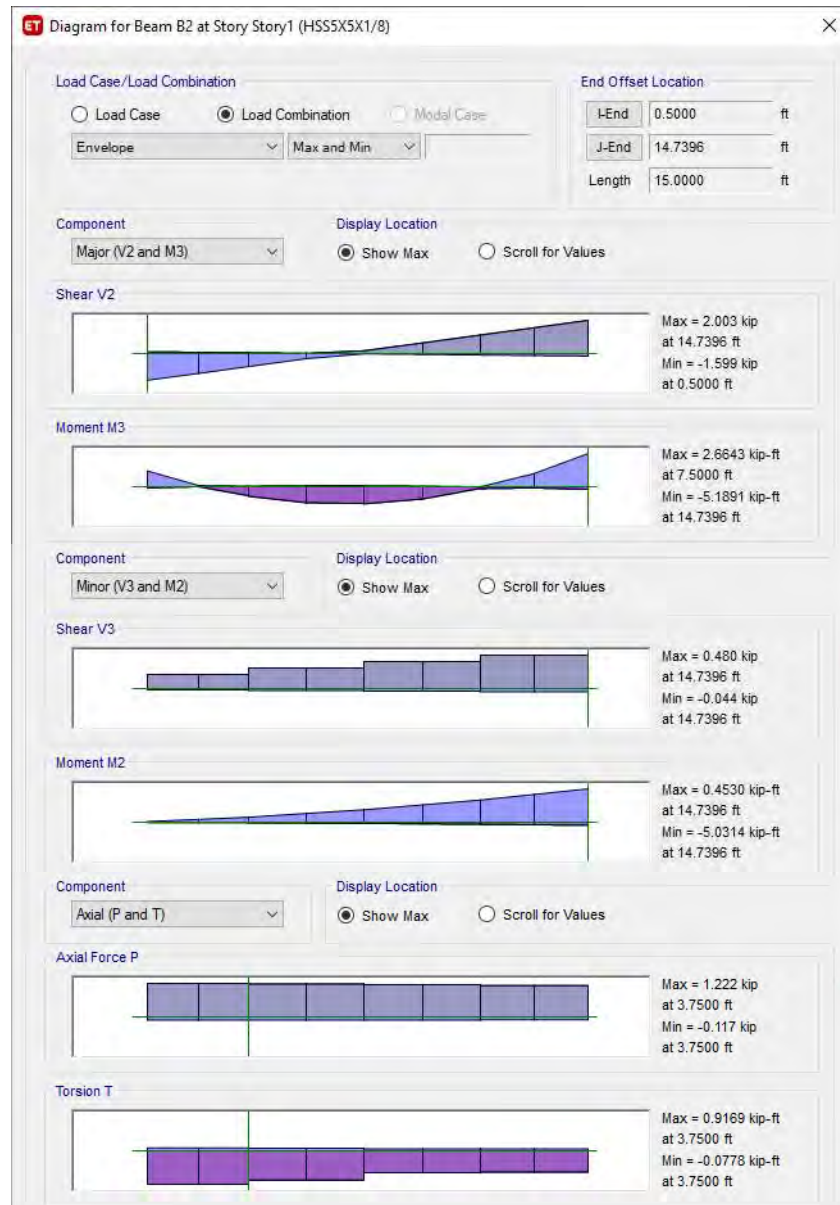 ET Diagram for Beam B2 at Story Story1 (HSS5X5X1/8)
Load Case/Load Combination
Load Case Load Combination Modal Case
Envelope Max and Min
End Offset Location
I-End 0.5000 ft
J-End 14.7396 ft
Length 15.0000 ft
Component
Major (V2 and M3)
Display Location
Show Max Scroll for Values
Shear V2
Max = 2.003 kip
at 14.7396 ft
Min = -1.599 kip
at 0.5000 ft
Moment M3
Max = 2.6643 kip-ft
at 7.5000 ft
Min = -5.1891 kip-ft
at 14.7396 ft
Component
Minor (V3 and M2)
Display Location
Show Max Scroll for Values
Shear V3
Max = 0.480 kip
at 14.7396 ft
Min = -0.044 kip
at 14.7396 ft
Moment M2
Max = 0.4530 kip-ft
at 14.7396 ft
Min = -5.0314 kip-ft
at 14.7396 ft
Component
Axial (P and T)
Display Location
Show Max Scroll for Values
Axial Force P
Max = 1.222 kip
at 3.7500 ft
Min = -0.117 kip
at 3.7500 ft
Torsion T
Max = 0.9169 kip-ft
at 3.7500 ft
Min = -0.0778 kip-ft
at 3.7500 ft